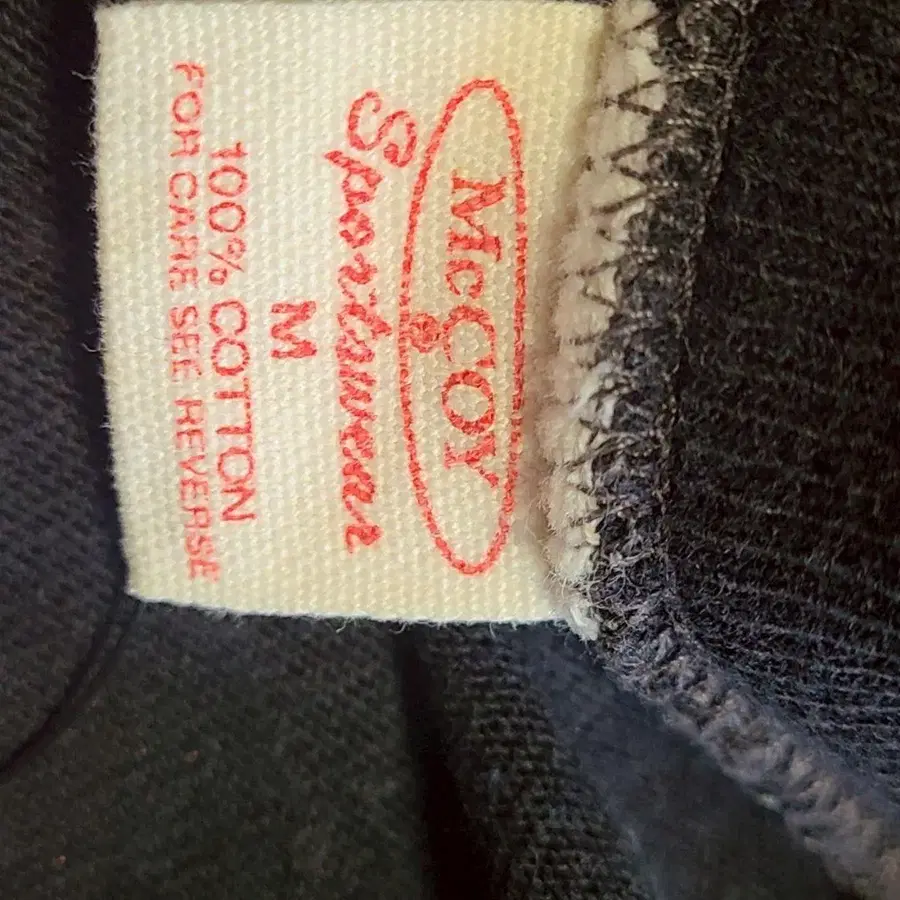 McCOY
Sportswear
M
100% COTTON
FOR CARE SEE REVERSE